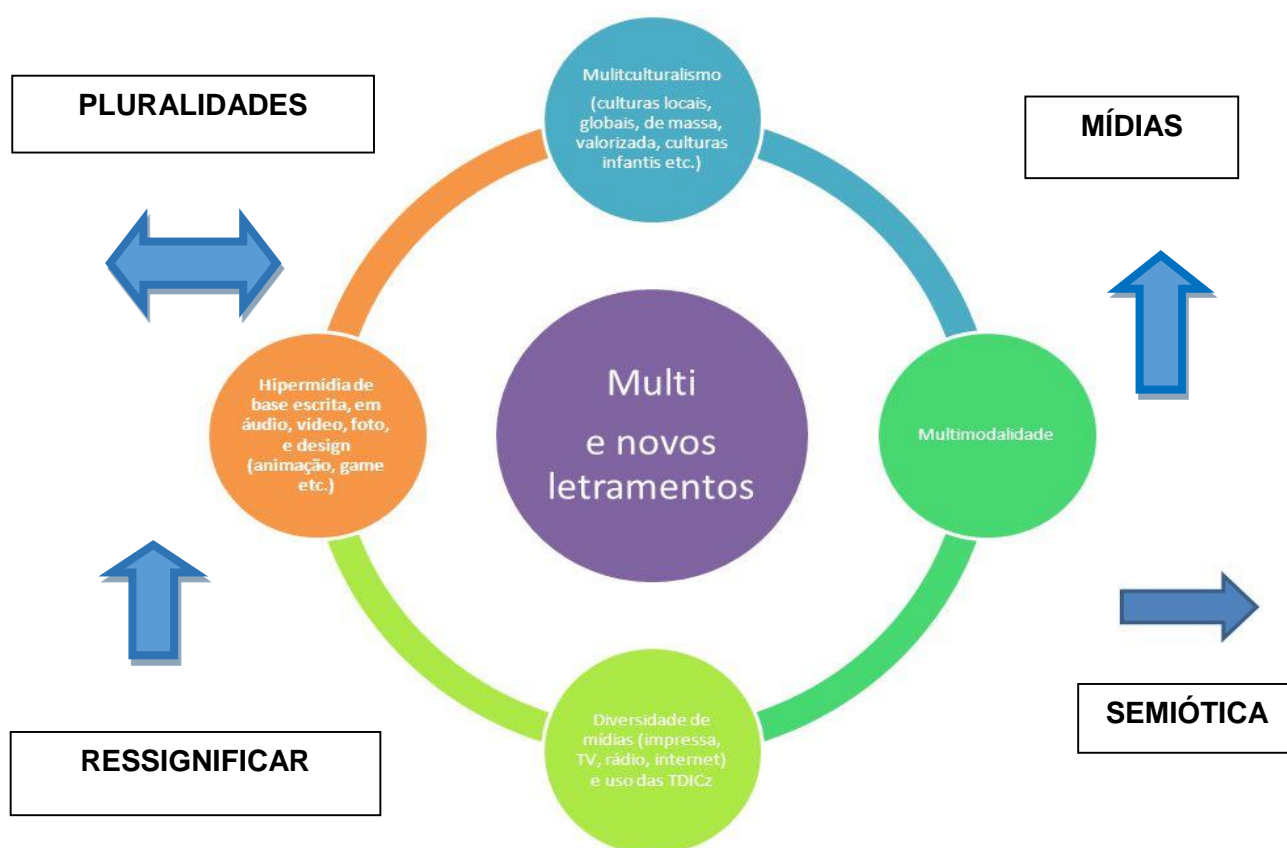 PLURALIDADES
Mulitculturalismo
(culturas locais,
globais, de massa,
valorizada, culturas
infantis etc.)
MÍDIAS
Hipermídia de
base escrita, em
áudio, vídeo, foto,
e design
(animação, game
etc.)
Multi
e novos
letramentos
Multimodalidade
RESSIGNIFICAR
Diversidade de
mídias (impressa,
TV, rádio, internet)
e uso das TDICz
SEMIÓTICA